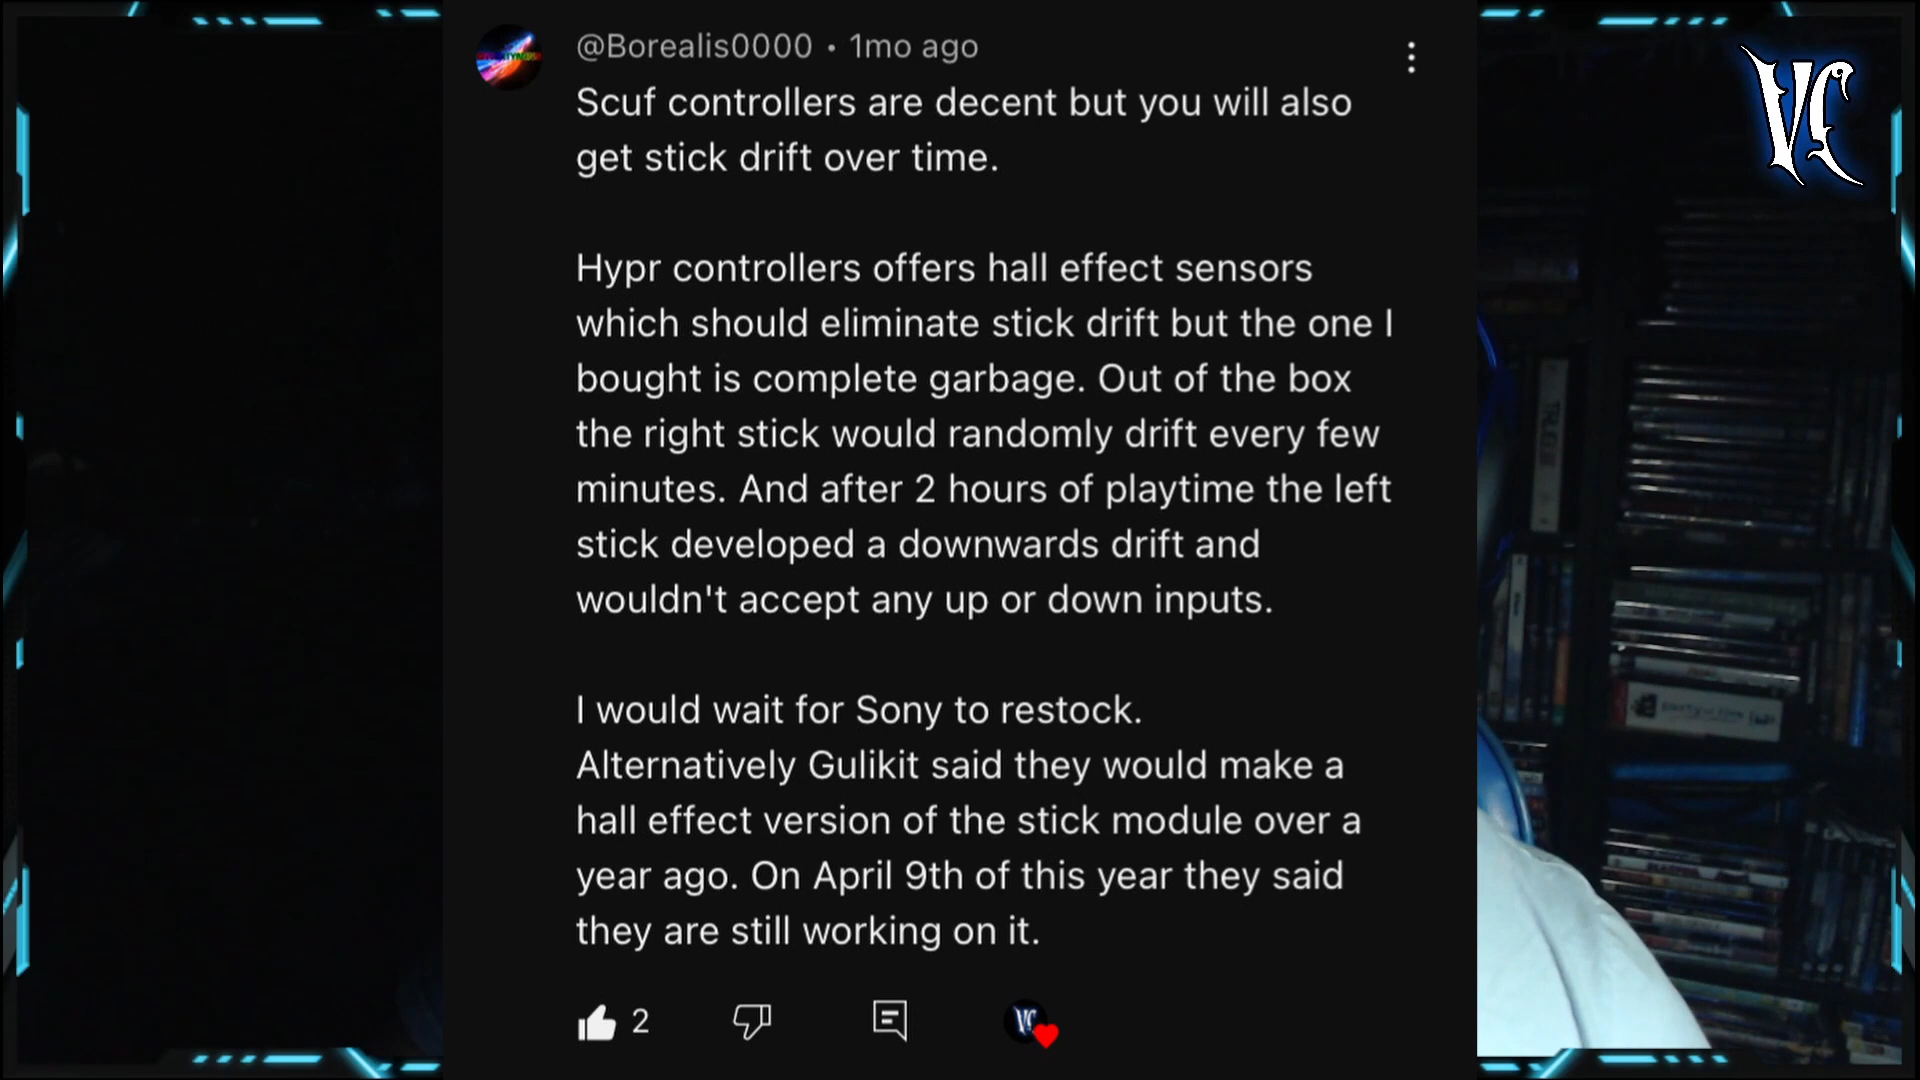 @Borealis0000 • 1mo ago
Scuf controllers are decent but you will also
get stick drift over time.
Hypr controllers offers hall effect sensors
which should eliminate stick drift but the one I
bought is complete garbage. Out of the box
the right stick would randomly drift every few
minutes. And after 2 hours of playtime the left
stick developed a downwards drift and
wouldn't accept any up or down inputs.
I would wait for Sony to restock.
Alternatively Gulikit said they would make a
hall effect version of the stick module over a
year ago. On April 9th of this year they said
they are still working on it.
2
VC
VC